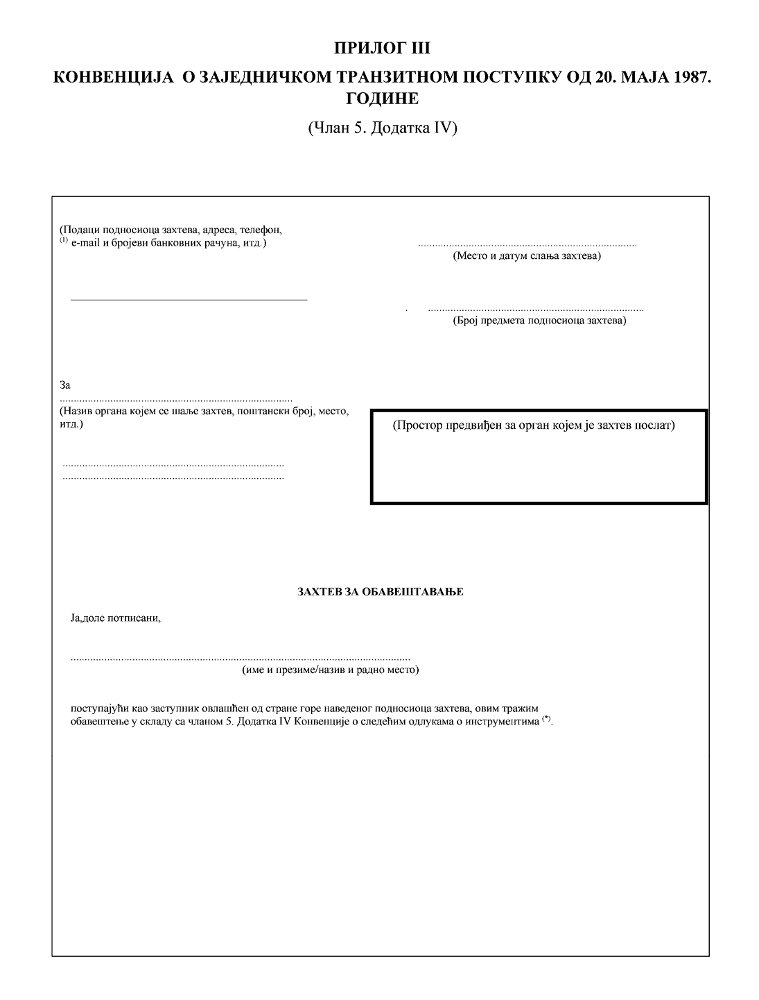 ПРИЛОГ III
КОНВЕНЦИЈА О ЗАЈЕДНИЧКОМ ТРАНЗИТНОМ ПОСТУПКУ ОД 20. МАЈА 1987.
ГОДИНЕ
(Члан 5. Додатка IV)
(Подаци подносиоца захтева, адреса, телефон,
(1) e-mail и бројеви банковних рачуна, итд.)
(Место и датум слања захтева)
(Број предмета подносиоца захтева)
За
(Назив органа којем се шаље захтев, поштански број, место,
итд.)
(Простор предвиђен за орган којем је захтев послат)
ЗАХТЕВ ЗА ОБАВЕШТАВАЊЕ
Ја,доле потписани,
(име и презиме/назив и радно место)
поступајући као заступник овлашћен од стране горе наведеног подносиоца захтева, овим тражим
обавештење у складу са чланом 5. Додатка IV Конвенције о следећим одлукама о инструментима (*).